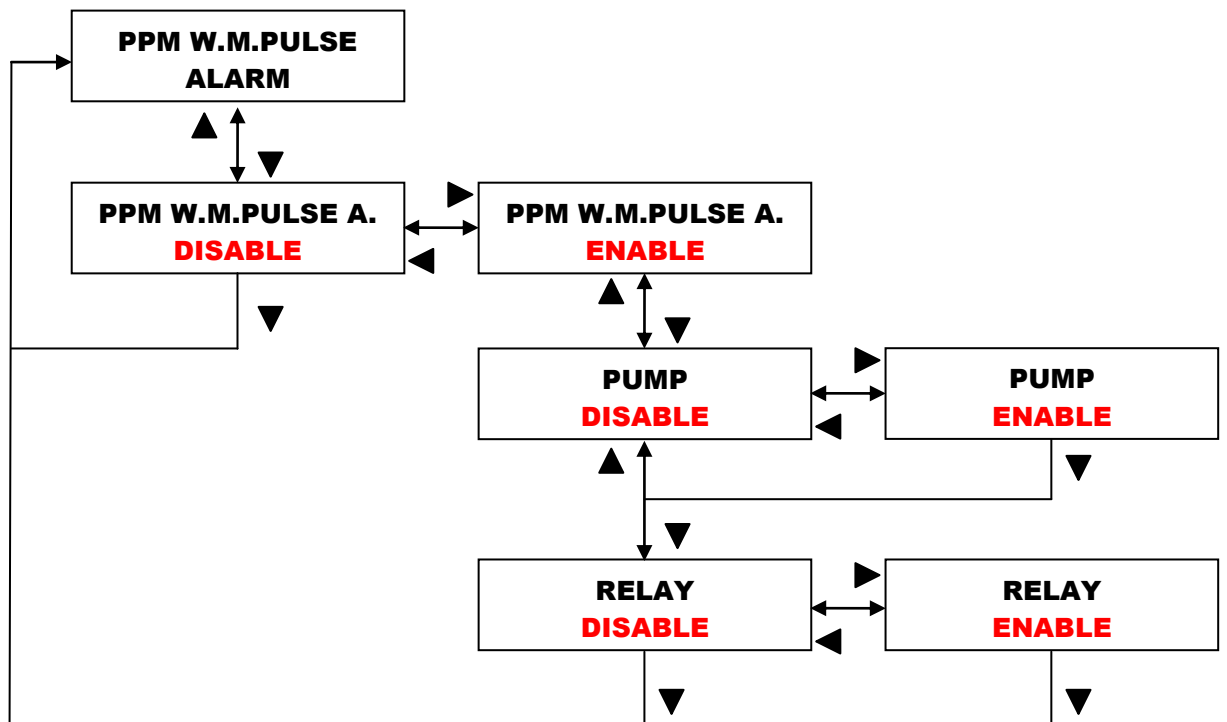 PPM W.M.PULSE
ALARM
PPM W.M.PULSE A.
DISABLE
PPM W.M.PULSE A.
ENABLE
PUMP
DISABLE
PUMP
ENABLE
RELAY
DISABLE
RELAY
ENABLE